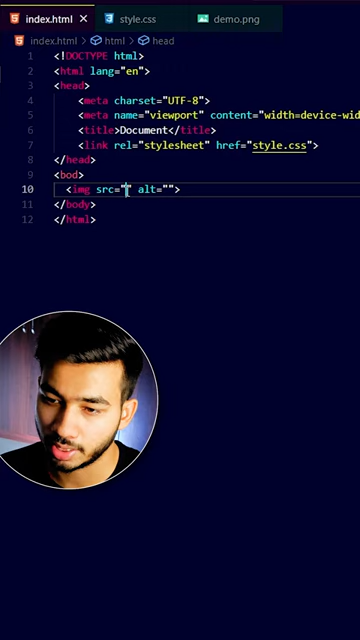 index.html × style.css demo.png
index.html > html > head
1 <!DOCTYPE html>
2 <html lang="en">
3 <head>
4 <meta charset="UTF-8">
5 <meta name="viewport" content="width=device-wid
6 <title>Document</title>
7 <link rel="stylesheet" href="style.css">
8 </head>
9 <bod>
10 <img src="" alt="">
11 </body>
12 </html>